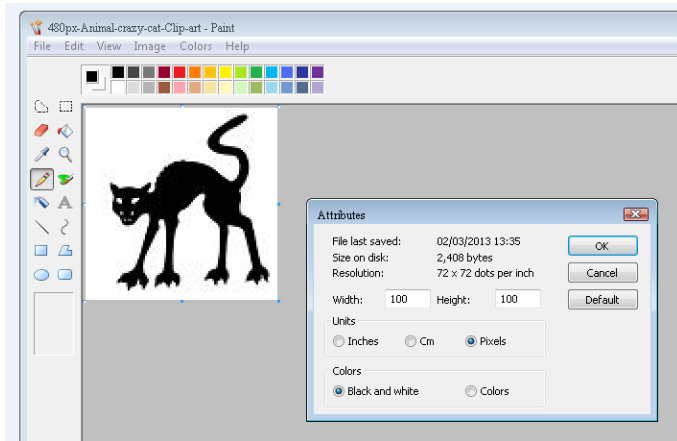 480px-Animal-crazy-cat-Clip-art - Paint
File Edit View Image Colors Help
A
Attributes
File last saved: 02/03/2013 13:35
Size on disk: 2,408 bytes
Resolution: 72 x 72 dots per inch
Width: 100 Height: 100
Units
Inches Cm Pixels
Colors
Black and white Colors
OK
Cancel
Default